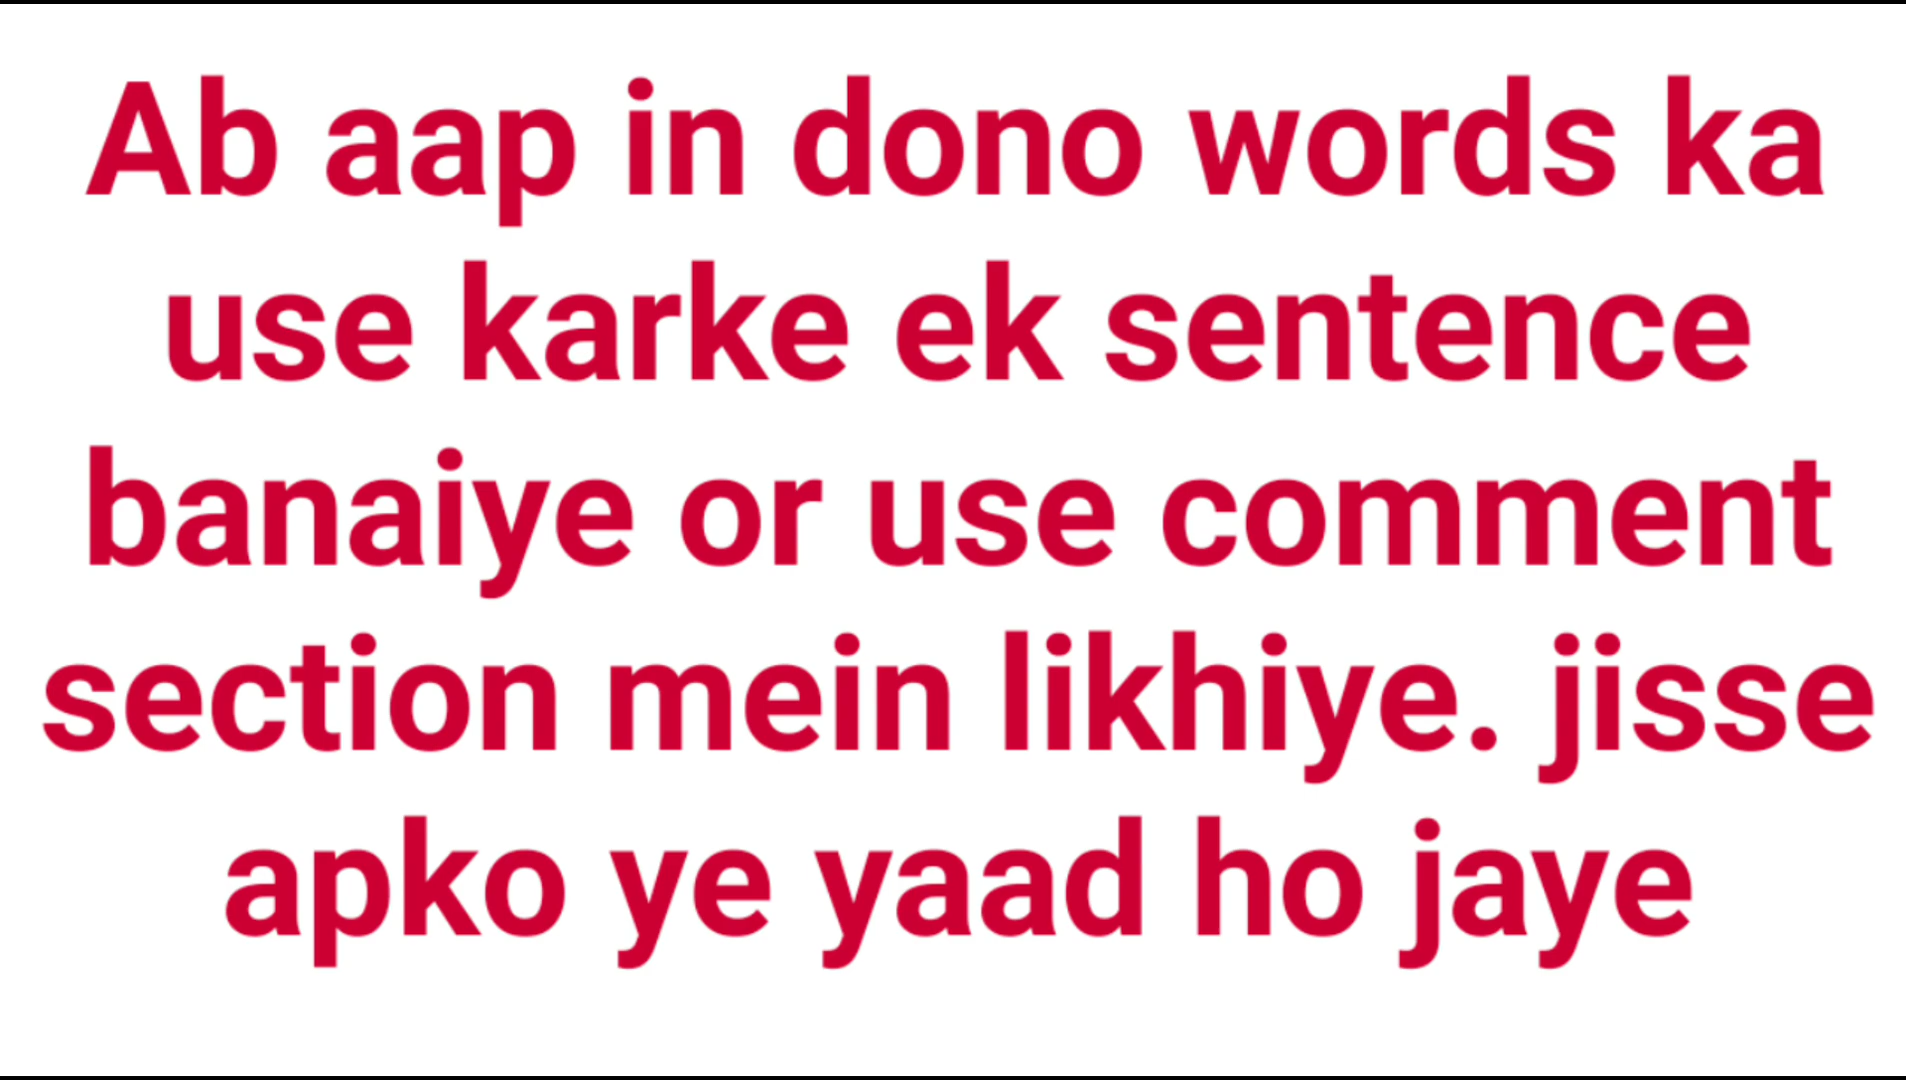 Ab aap in dono words ka
use karke ek sentence
banaiye or use comment
section mein likhiye. jisse
apko ye yaad ho jaye